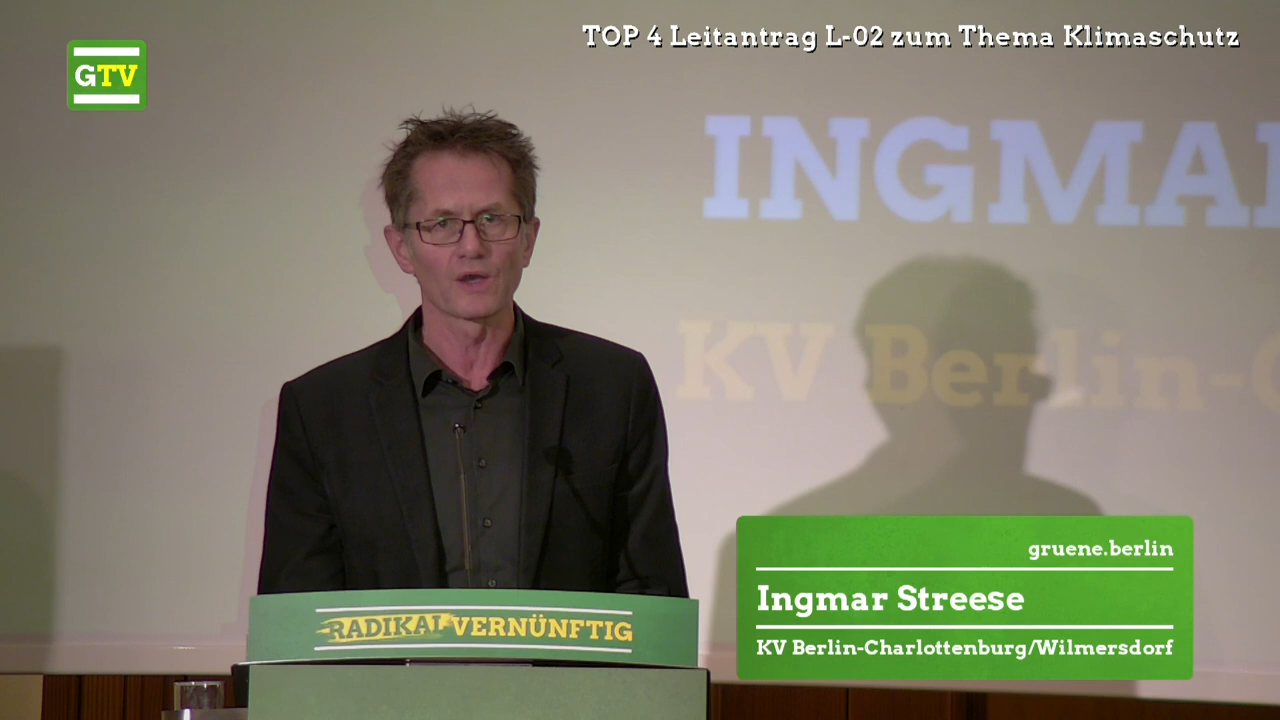 TOP 4 Leitantrag L-02 zum Thema Klimaschutz
GTV
INGMA
KV Berlin-
RADIKAL VERNÜNFTIG
gruene.berlin
Ingmar Streese
KV Berlin-Charlottenburg/Wilmersdorf